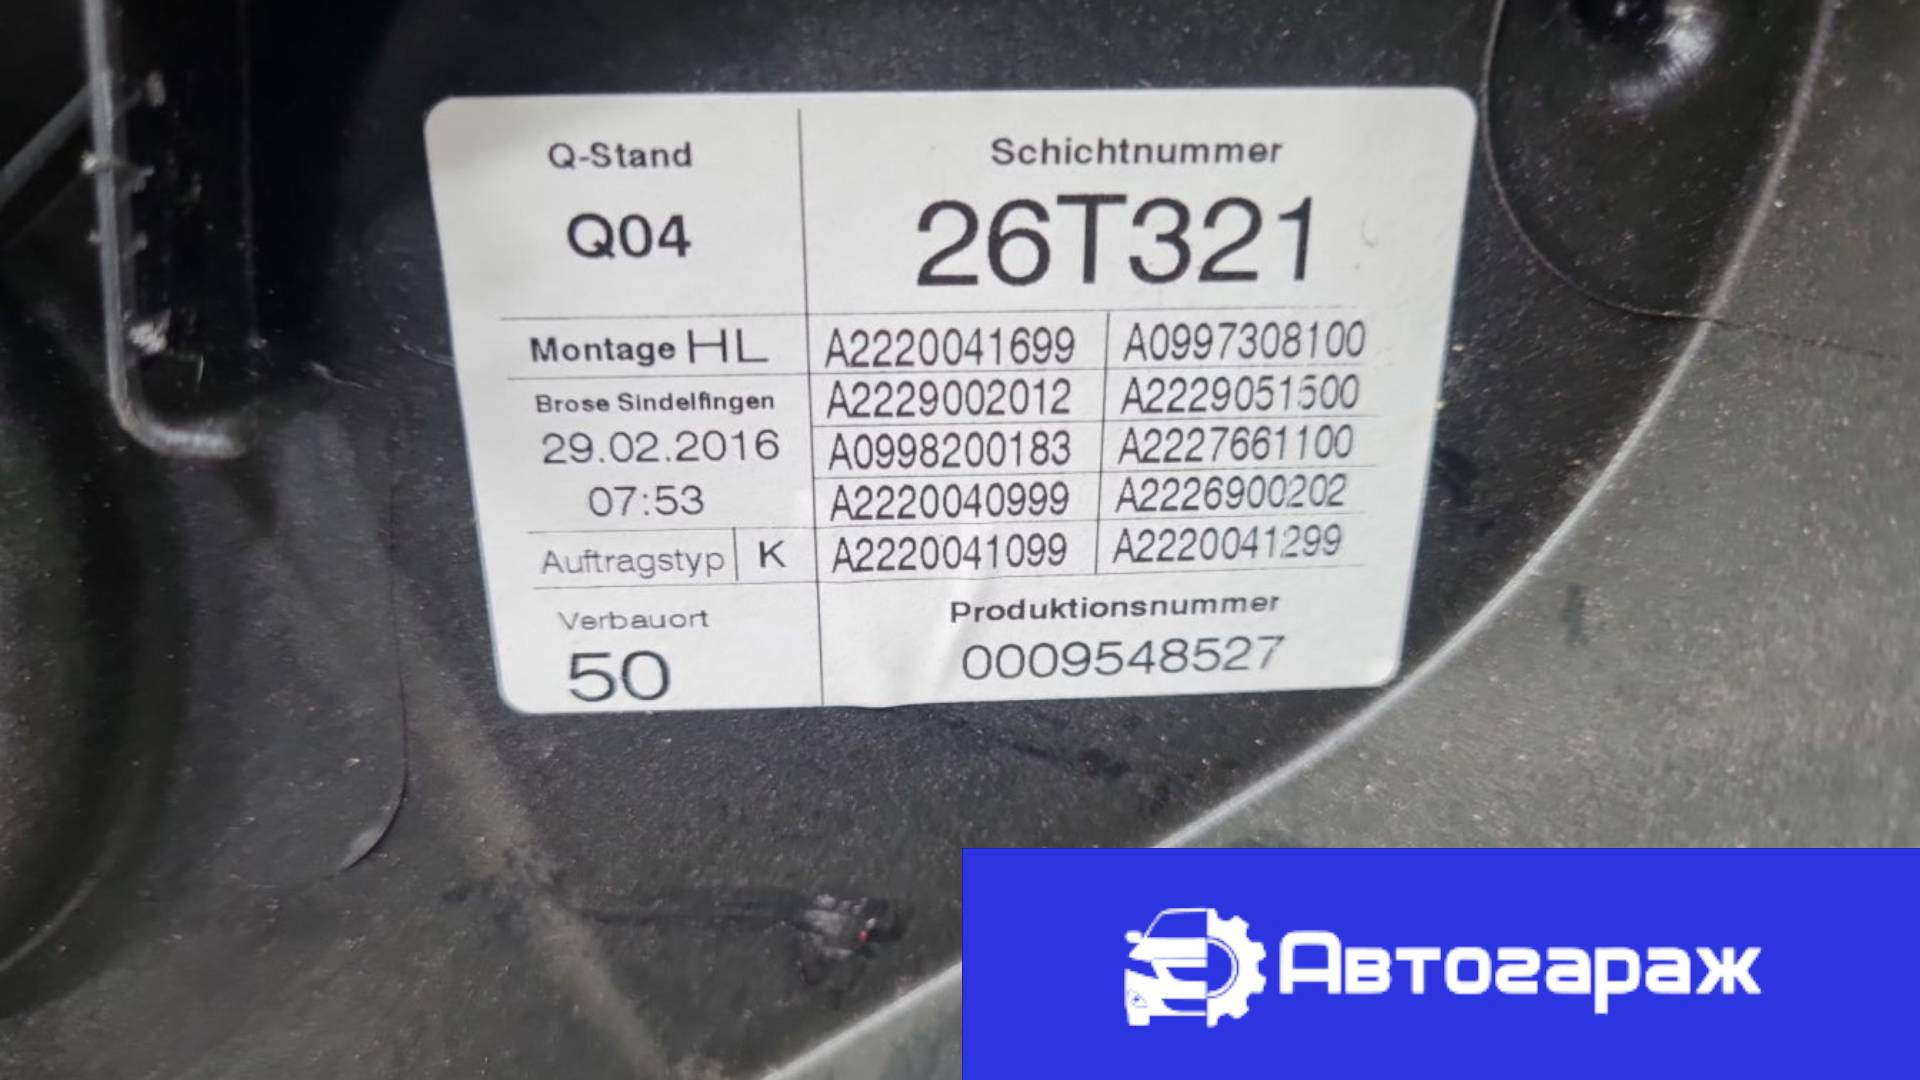 Q-Stand
Q04
Schichtnummer
26T321
Montage HL
A2220041699 A0997308100
Brose Sindelfingen
A2229002012 A2229051500
29.02.2016
A0998200183 A2227661100
07:53
A2220040999 A2226900202
Auftragstyp K
A2220041099 A2220041299
Verbauort
50
Produktionsnummer
0009548527
Автогараж